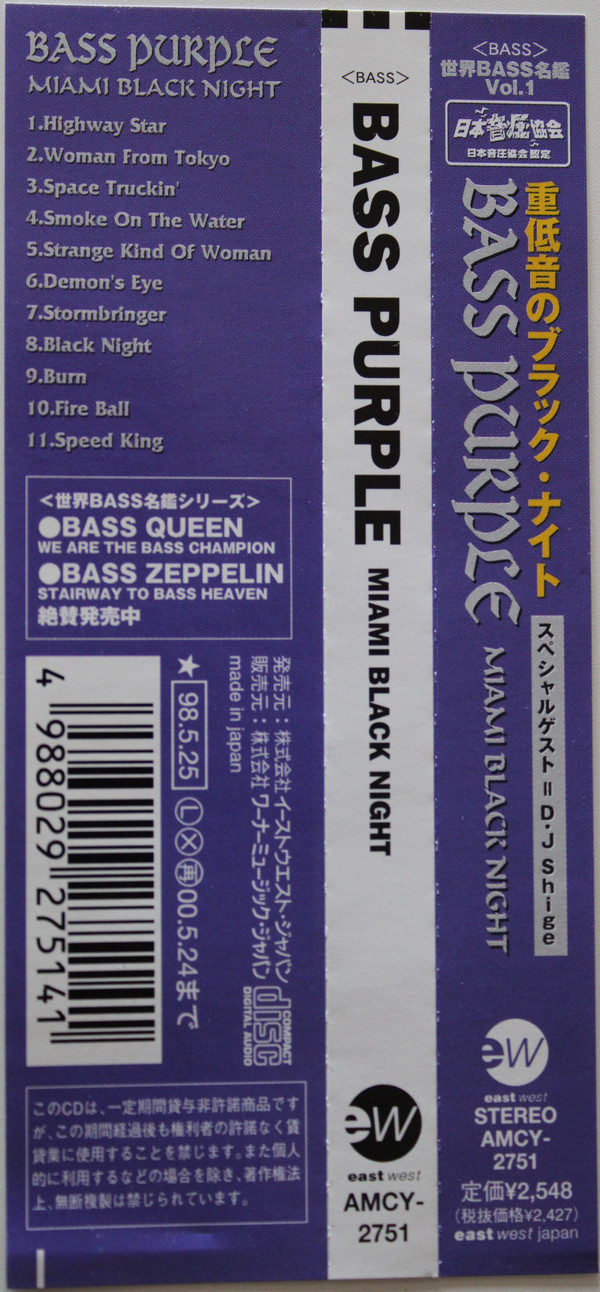 BASS PURPLE
MIAMI BLACK NIGHT
1.Highway Star
2.Woman From Tokyo
3.Space Truckin'
4.Smoke On The Water
5.Strange Kind Of Woman
6.Demon's Eye
7.Stormbringer
8.Black Night
9.Burn
10.Fire Ball
11.Speed King
<世界BASS名鑑シリーズ>
●BASS QUEEN
WE ARE THE BASS CHAMPION
●BASS ZEPPELIN
STAIRWAY TO BASS HEAVEN
絶賛発売中
発売元：株式会社イーストウエスト・ジャパン
販売元：株式会社ワーナーミュージック・ジャパン
made in japan
★98.5.25 Ⓛ Ⓧ ㊞00.5.24まで
4 988029 275141
COMPACT
disc
DIGITAL AUDIO
このCDは、一定期間貸与非許諾商品です
が、この期間経過後も権利者の許諾なく賃
貸業に使用することを禁じます。また個人
的に利用するなどの場合を除き、著作権法
上、無断複製は禁じられています。
<BASS>
BASS PURPLE MIAMI BLACK NIGHT
eW
east west
AMCY-
2751
<BASS>
世界BASS名鑑
Vol.1
日本音圧協会
日本音圧協会認定
重低音のブラック・ナイト
BASS PURPLE MIAMI BLACK NIGHT
スペシャルゲスト＝D・J Shige
eW
east west
STEREO
AMCY-
2751
定価¥2,548
(税抜価格¥2,427)
east west japan